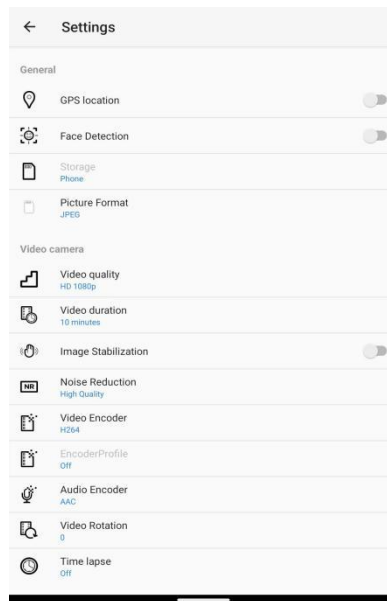 Settings
General
GPS location
Face Detection
Storage
Phone
Picture Format
JPEG
Video camera
Video quality
HD 1080p
Video duration
10 minutes
Image Stabilization
NR
Noise Reduction
High Quality
Video Encoder
H264
EncoderProfile
Off
Audio Encoder
AAC
Video Rotation
0
Time lapse
Off